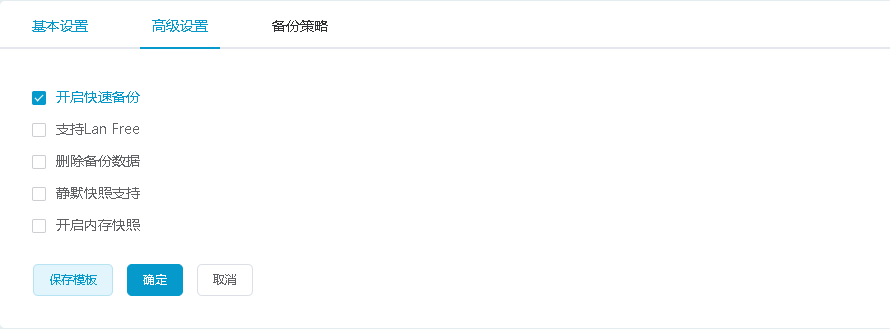 基本设置 高级设置 备份策略
开启快速备份
支持Lan Free
删除备份数据
静默快照支持
开启内存快照
保存模板 确定 取消